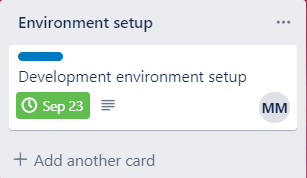 Environment setup
Development environment setup
Sep 23
MM
Add another card